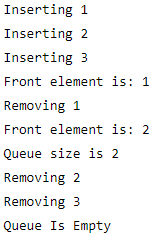 Inserting 1
Inserting 2
Inserting 3
Front element is: 1
Removing 1
Front element is: 2
Queue size is 2
Removing 2
Removing 3
Queue Is Empty